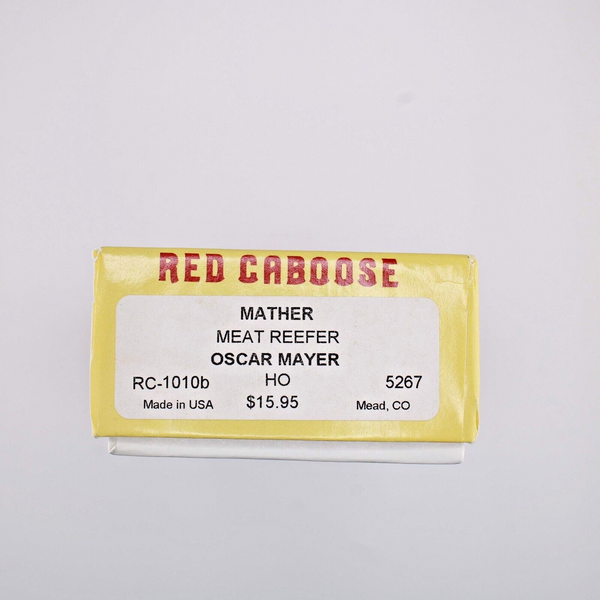 RED CABOOSE
MATHER
MEAT REEFER
OSCAR MAYER
RC-1010b HO 5267
Made in USA $15.95 Mead, CO